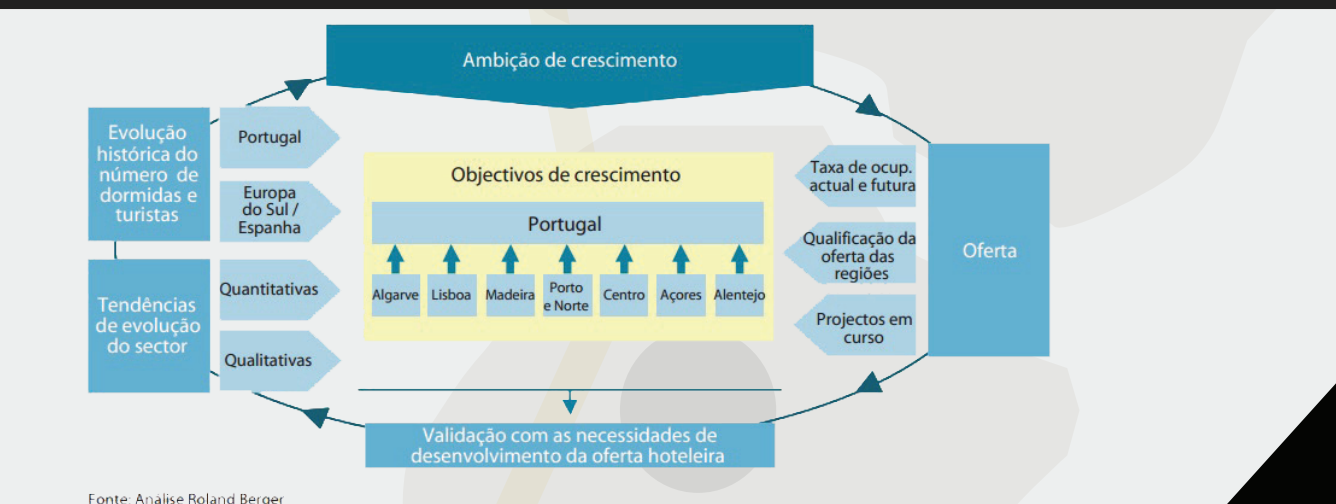 Ambição de crescimento
Evolução
histórica do
número de
dormidas e
turistas
Portugal
Europa
do Sul /
Espanha
Tendências
de evolução
do sector
Quantitativas
Qualitativas
Objectivos de crescimento
Portugal
Algarve
Lisboa
Madeira
Porto
e Norte
Centro
Açores
Alentejo
Taxa de ocup.
actual e futura
Qualificação da
oferta das
regiões
Projectos em
curso
Oferta
Validação com as necessidades de
desenvolvimento da oferta hoteleira
Fonte: Análise Roland Berger